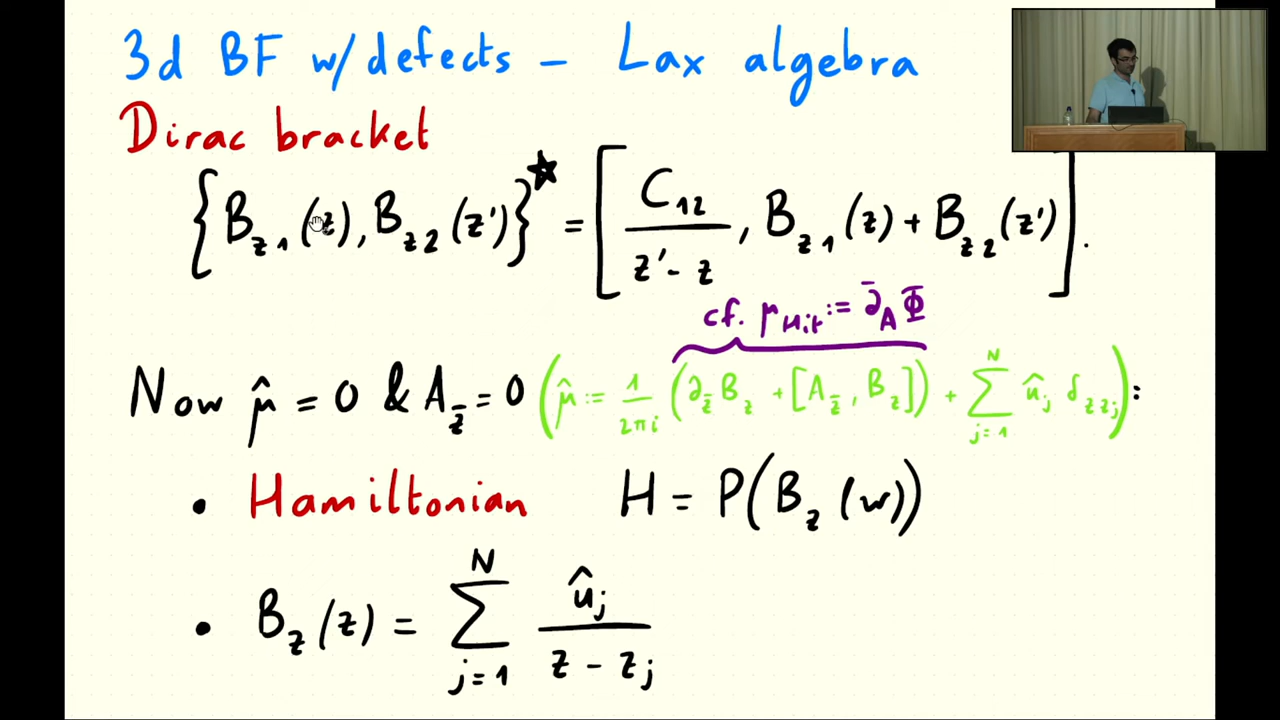 3d BF w/defects – Lax algebra
Dirac bracket
{B_{z1}(z), B_{z2}(z')}^★ = [C_{12}/(z'-z), B_{z1}(z) + B_{z2}(z')].
cf. μ_{Hit} := ∂̄_A Φ
Now μ̂ = 0 & A_{z̄} = 0 (μ̂ := 1/(2πi) (∂_{z̄} B_z + [A_{z̄}, B_z]) + ∑_{j=1}^{N} û_j δ_{zz_j}):
• Hamiltonian H = P(B_z(w))
• B_z(z) = ∑_{j=1}^{N} û_j/(z - z_j)